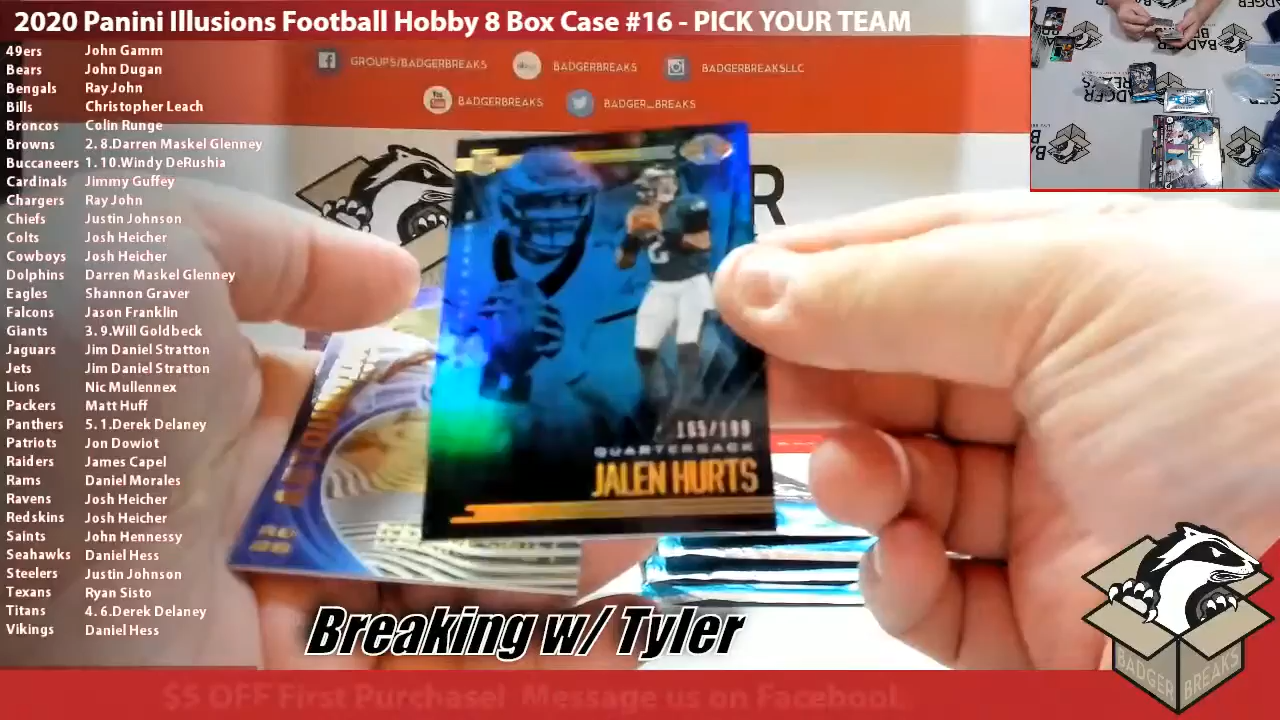 2020 Panini Illusions Football Hobby 8 Box Case #16 - PICK YOUR TEAM
49ers John Gamm
Bears John Dugan
Bengals Ray John
Bills Christopher Leach
Broncos Colin Runge
Browns 2. 8.Darren Maskel Glenney
Buccaneers 1. 10.Windy DeRushia
Cardinals Jimmy Guffey
Chargers Ray John
Chiefs Justin Johnson
Colts Josh Heicher
Cowboys Josh Heicher
Dolphins Darren Maskel Glenney
Eagles Shannon Graver
Falcons Jason Franklin
Giants 3. 9.Will Goldbeck
Jaguars Jim Daniel Stratton
Jets Jim Daniel Stratton
Lions Nic Mullennex
Packers Matt Huff
Panthers 5. 1.Derek Delaney
Patriots Jon Dowiot
Raiders James Capel
Rams Daniel Morales
Ravens Josh Heicher
Redskins Josh Heicher
Saints John Hennessy
Seahawks Daniel Hess
Steelers Justin Johnson
Texans Ryan Sisto
Titans 4. 6.Derek Delaney
Vikings Daniel Hess
GROUPS/BADGERBREAKS
BADGERBREAKS
BADGERBREAKSLLC
You Tube BADGERBREAKS
BADGER_BREAKS
QUARTERBACK
JALEN HURTS
Breaking w/ Tyler
BADGER BREAKS
$5 OFF First Purchase! Message us on Facebook.